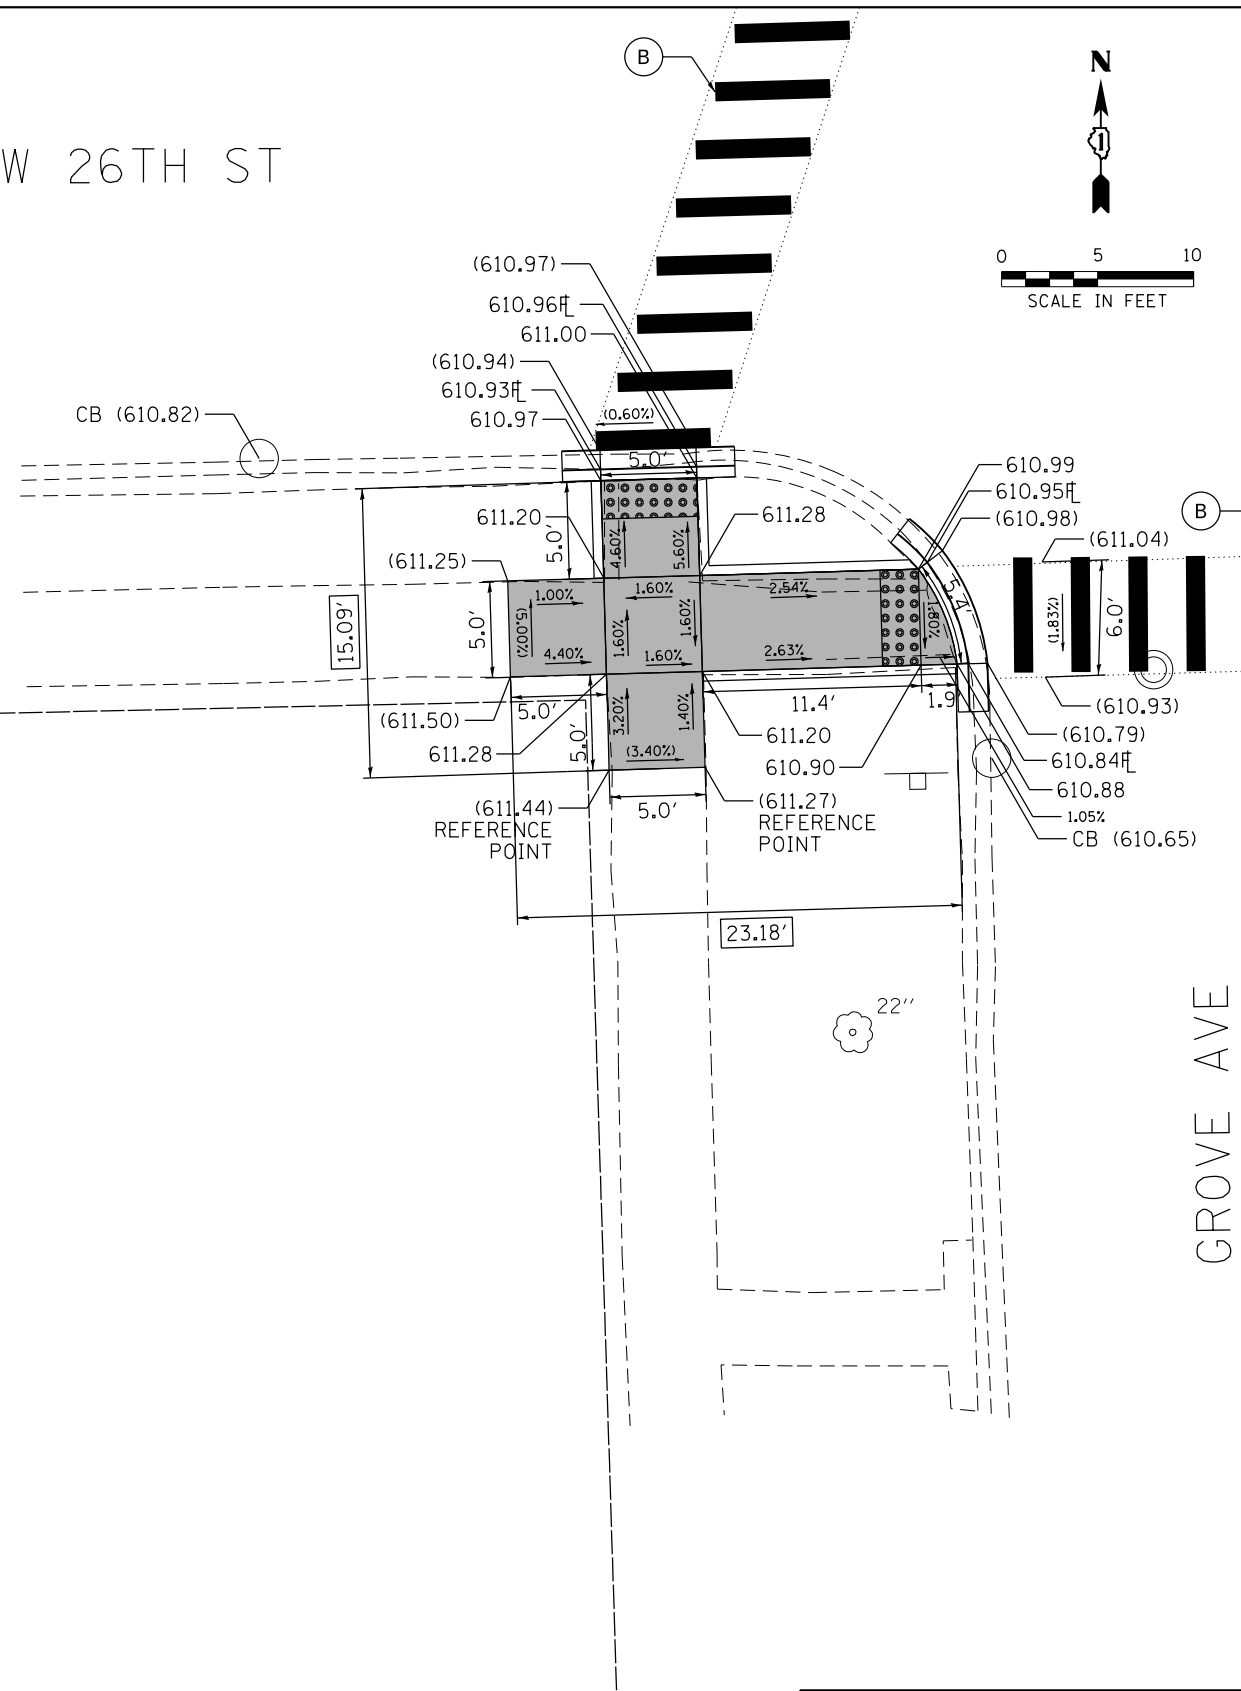 B
N
W 26TH ST
0 5 10
SCALE IN FEET
(610.97)
610.96FL
611.00
(610.94)
610.93FL
610.97
(0.60%)
CB (610.82)
5.0'
610.99
610.95FL
(610.98)
B
611.20
611.28
(611.04)
5.0'
4.60%
5.60%
(611.25)
5.4'
15.09'
5.0'
1.00%
1.60%
2.54%
1.80%
(1.83%)
6.0'
(5.00%)
1.60%
1.60%
4.40%
1.60%
2.63%
(611.50)
5.0'
3.20%
1.40%
11.4'
1.9
(610.93)
611.28
5.0'
(3.40%)
611.20
610.90
(610.79)
610.84FL
610.88
1.05%
CB (610.65)
(611.44)
REFERENCE
POINT
5.0'
(611.27)
REFERENCE
POINT
23.18'
22''
GROVE AVE